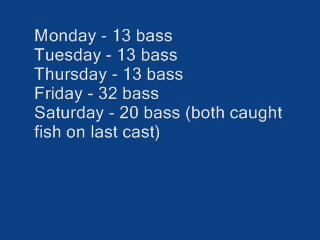 Monday - 13 bass
Tuesday - 13 bass
Thursday - 13 bass
Friday - 32 bass
Saturday - 20 bass (both caught
fish on last cast)